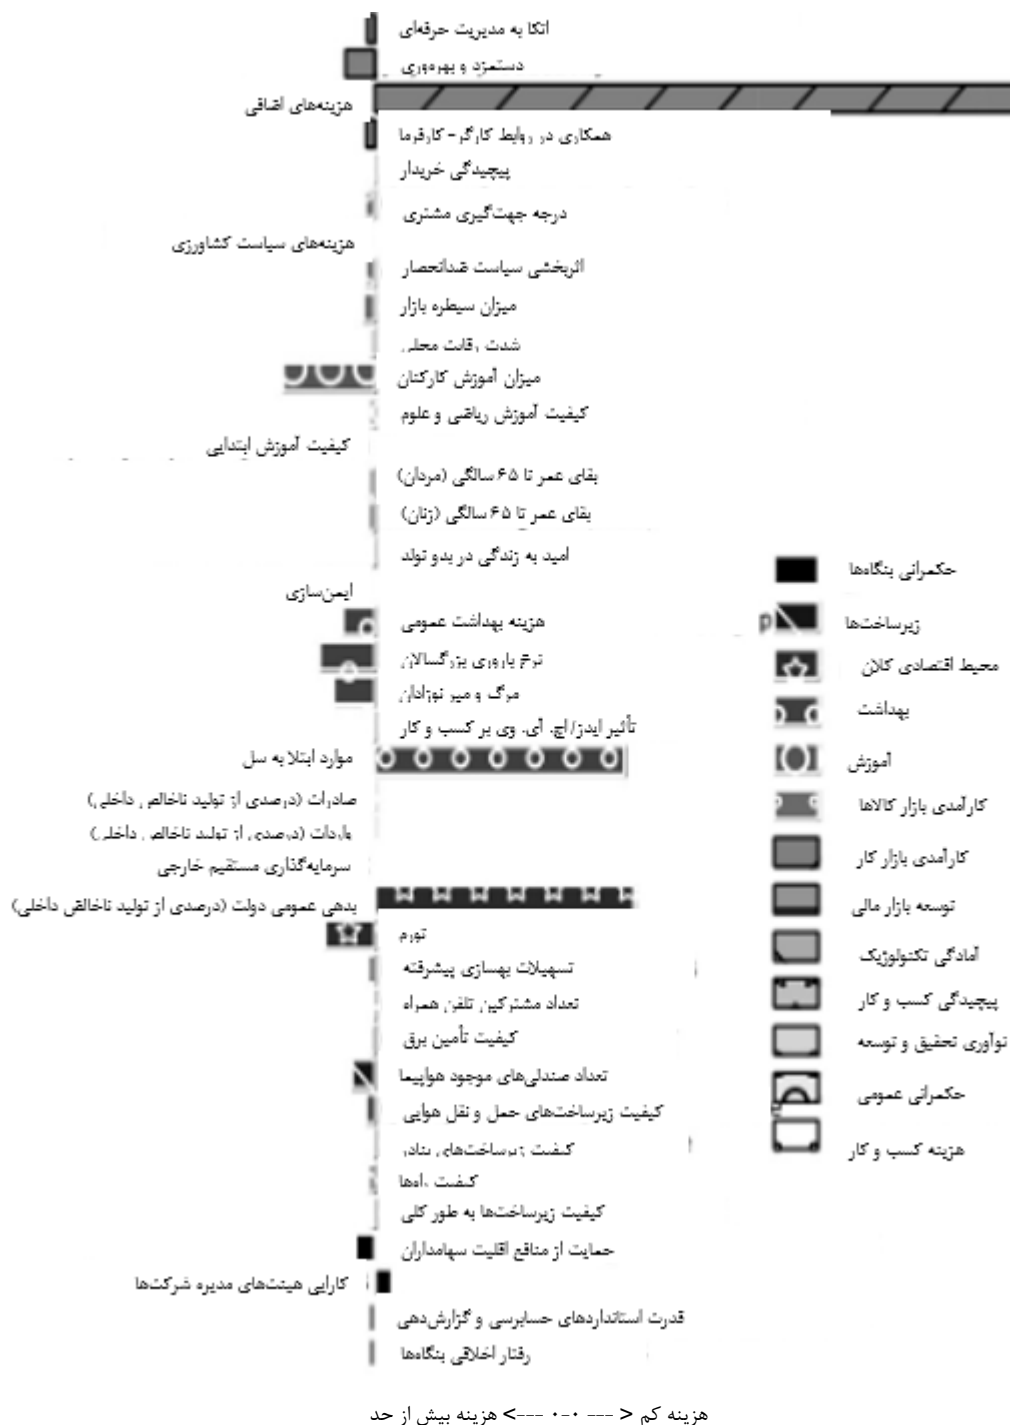 اتکا به مدیریت حرفه‌ای
دستمزد و بهره‌وری
هزینه‌های اضافی
همکاری در روابط کارگر- کارفرما
پیچیدگی خریدار
درجه جهت‌گیری مشتری
هزینه‌های سیاست کشاورزی
اثربخشی سیاست ضدانحصار
میزان سیطره بازار
شدت رقابت محلی
میزان آموزش کارکنان
کیفیت آموزش ریاضی و علوم
کیفیت آموزش ابتدایی
بقای عمر تا ۶۵ سالگی (مردان)
بقای عمر تا ۶۵ سالگی (زنان)
امید به زندگی در بدو تولد
ایمن‌سازی
هزینه بهداشت عمومی
نرخ باروری بزرگسالان
مرگ و میر نوزادان
تأثیر ایدز/اچ. آی. وی بر کسب و کار
موارد ابتلا به سل
صادرات (درصدی از تولید ناخالص داخلی)
واردات (درصدی از تولید ناخالص داخلی)
سرمایه‌گذاری مستقیم خارجی
بدهی عمومی دولت (درصدی از تولید ناخالص داخلی)
تورم
تسهیلات بهسازی پیشرفته
تعداد مشترکین تلفن همراه
کیفیت تأمین برق
تعداد صندلی‌های موجود هواپیما
کیفیت زیرساخت‌های حمل و نقل هوایی
کیفیت زیرساخت‌های بنادر
کیفیت راه‌ها
کیفیت زیرساخت‌ها به طور کلی
حمایت از منافع اقلیت سهامداران
کارایی هیئت‌های مدیره شرکت‌ها
قدرت استانداردهای حسابرسی و گزارش‌دهی
رفتار اخلاقی بنگاه‌ها
حکمرانی بنگاه‌ها
زیرساخت‌ها
محیط اقتصادی کلان
بهداشت
آموزش
کارآمدی بازار کالاها
کارآمدی بازار کار
توسعه بازار مالی
آمادگی تکنولوژیک
پیچیدگی کسب و کار
نوآوری تحقیق و توسعه
حکمرانی عمومی
هزینه کسب و کار
هزینه کم < --- ۰-۰ ---> هزینه بیش از حد